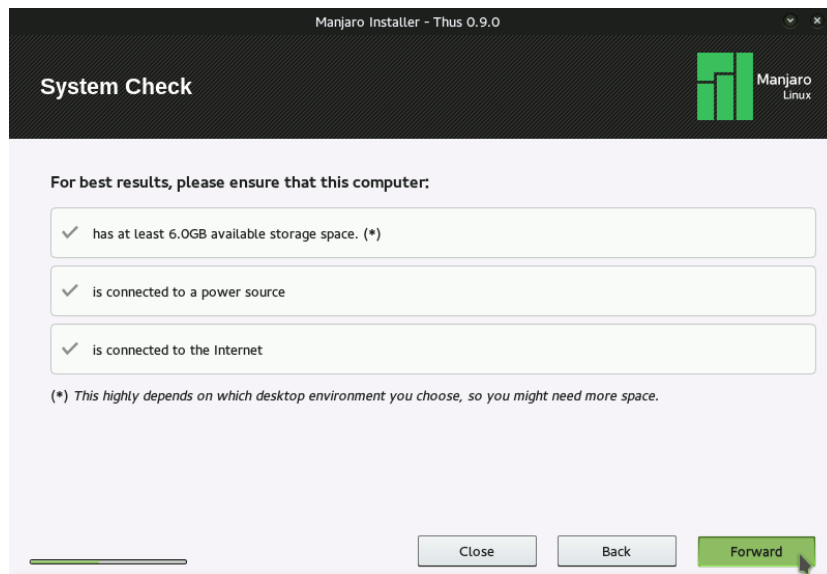 Manjaro Installer - Thus 0.9.0
System Check
Manjaro
Linux
For best results, please ensure that this computer:
has at least 6.0GB available storage space. (*)
is connected to a power source
is connected to the Internet
(*) This highly depends on which desktop environment you choose, so you might need more space.
Close
Back
Forward